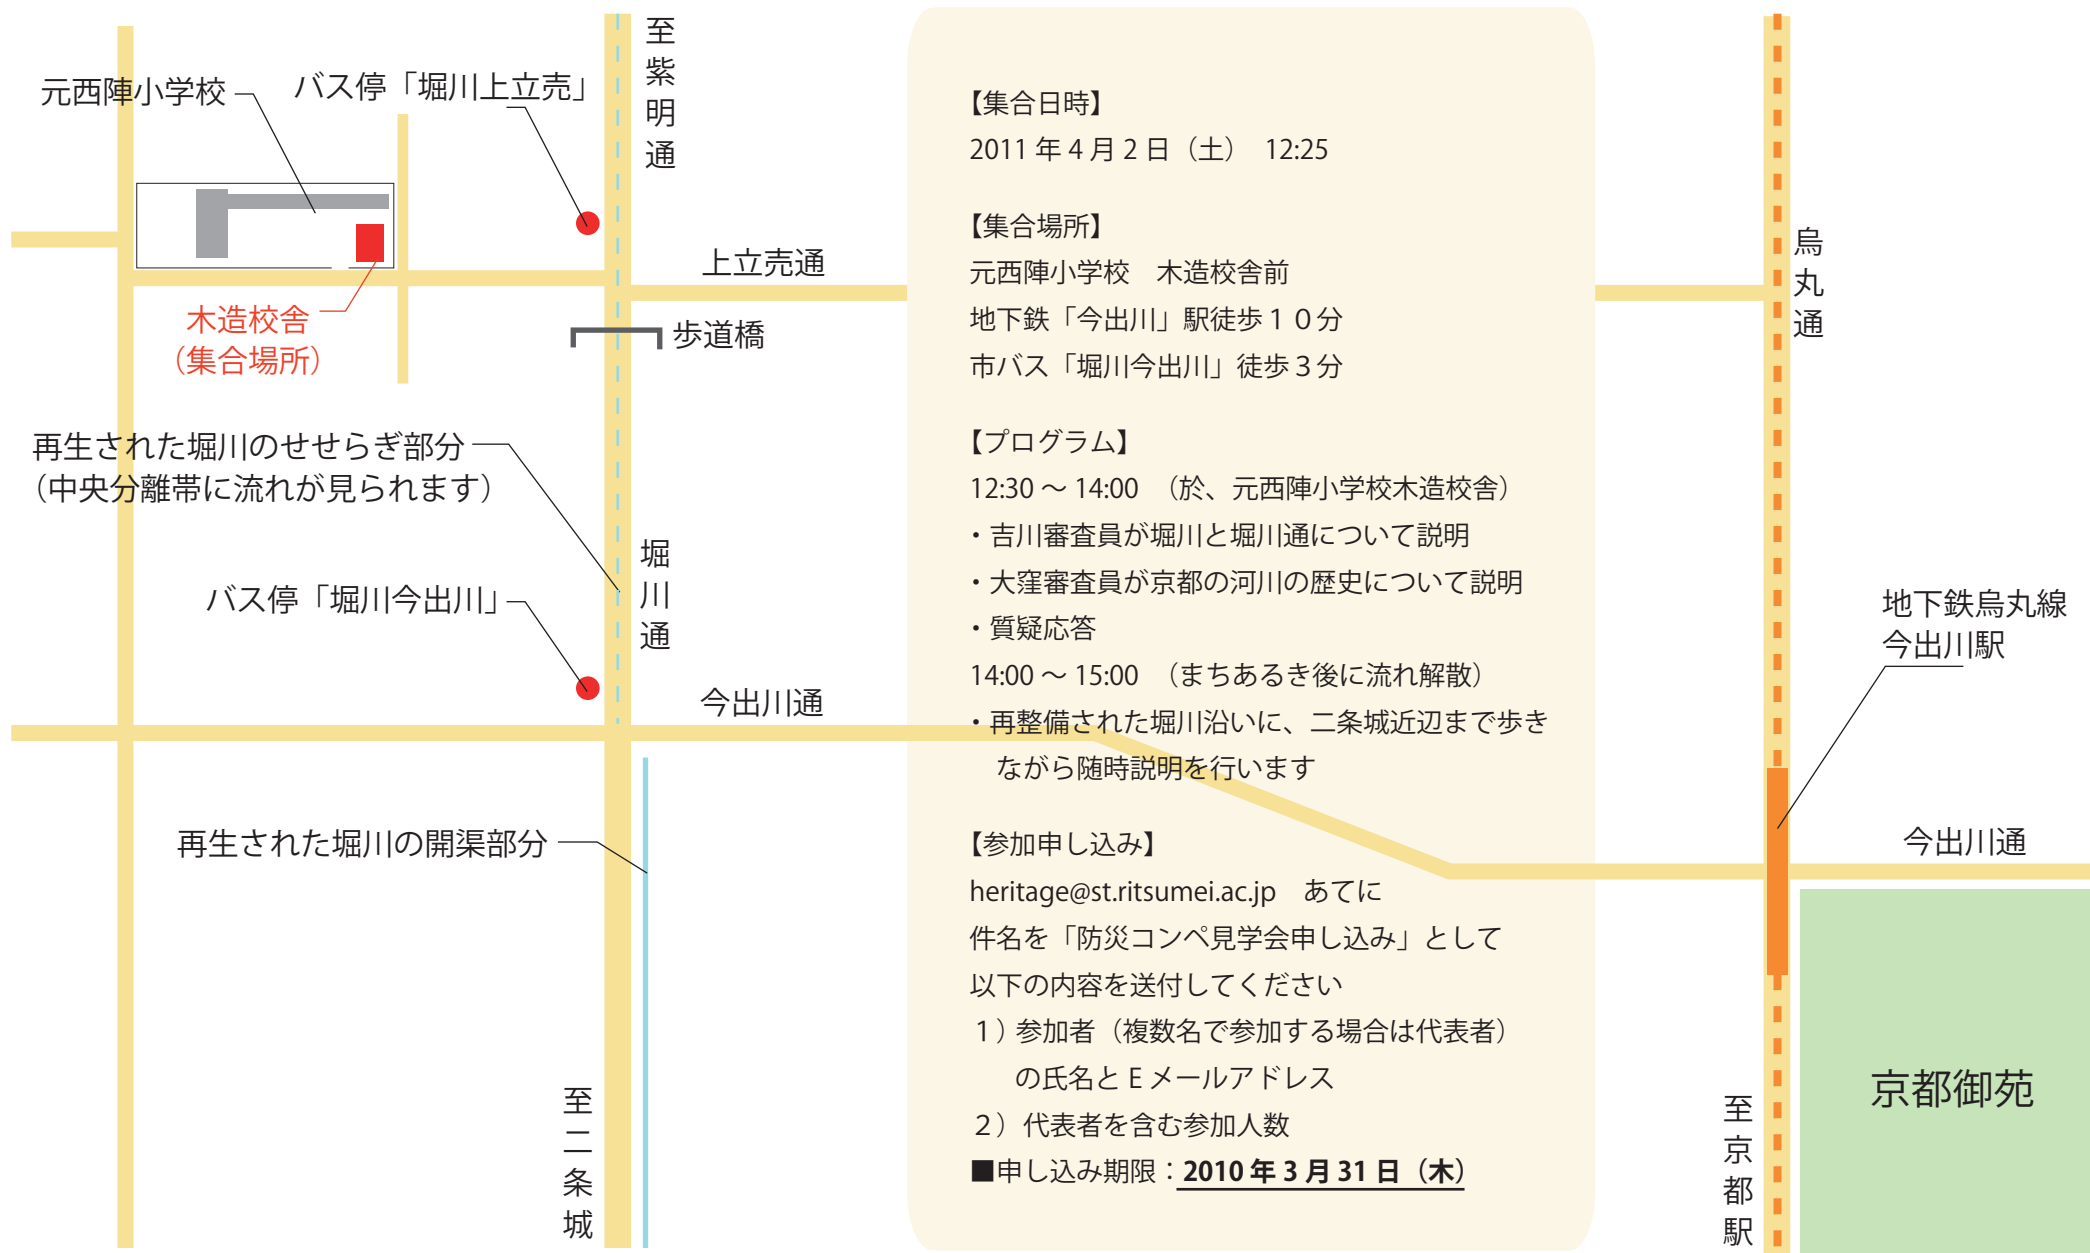 元西陣小学校
バス停「堀川上立売」
至紫明通
上立売通
木造校舎
（集合場所）
歩道橋
再生された堀川のせせらぎ部分
（中央分離帯に流れが見られます）
堀川通
バス停「堀川今出川」
今出川通
再生された堀川の開渠部分
至二条城
【集合日時】
2011 年 4 月 2 日（土） 12:25
【集合場所】
元西陣小学校　木造校舎前
地下鉄「今出川」駅徒歩１０分
市バス「堀川今出川」徒歩３分
【プログラム】
12:30 ～ 14:00 （於、元西陣小学校木造校舎）
・吉川審査員が堀川と堀川通について説明
・大窪審査員が京都の河川の歴史について説明
・質疑応答
14:00 ～ 15:00 （まちあるき後に流れ解散）
・再整備された堀川沿いに、二条城近辺まで歩き
ながら随時説明を行います
【参加申し込み】
heritage@st.ritsumei.ac.jp　あてに
件名を「防災コンペ見学会申し込み」として
以下の内容を送付してください
１）参加者（複数名で参加する場合は代表者）
の氏名と E メールアドレス
２）代表者を含む参加人数
■申し込み期限：2010 年 3 月 31 日（木）
烏丸通
地下鉄烏丸線
今出川駅
今出川通
京都御苑
至京都駅